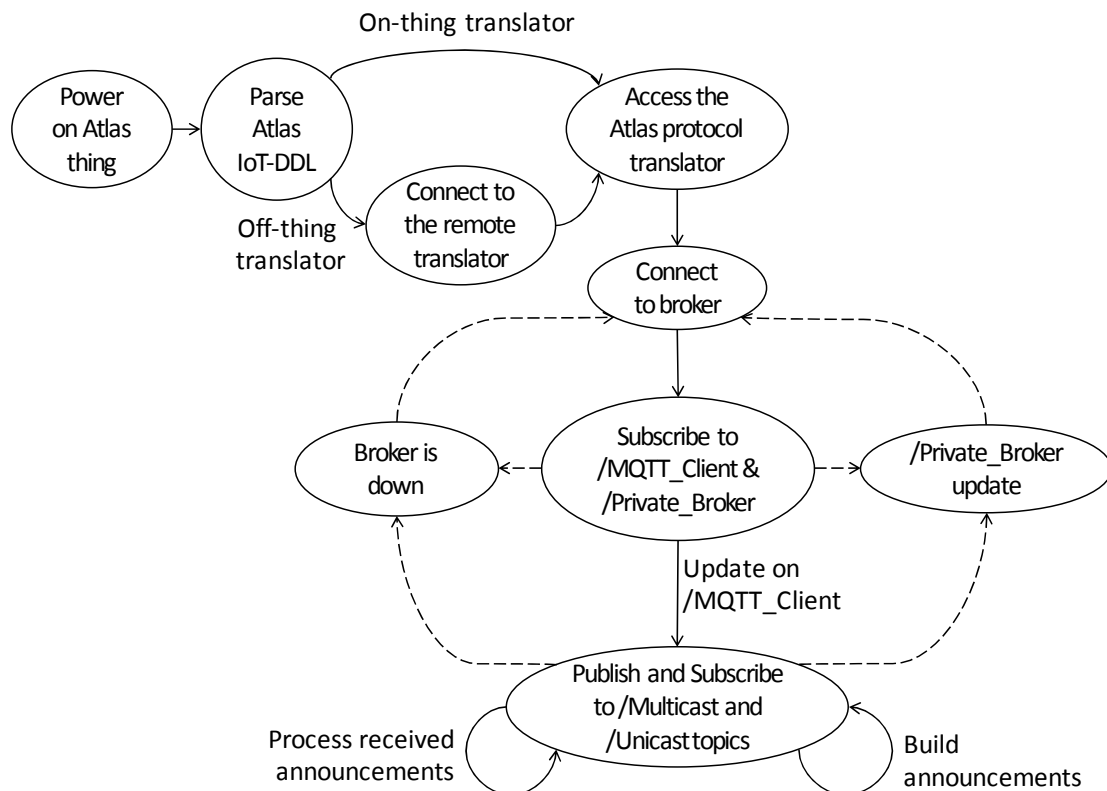 On-thing translator
Power
on Atlas
thing
Parse
Atlas
IoT-DDL
Access the
Atlas protocol
translator
Off-thing
translator
Connect to
the remote
translator
Connect
to broker
Broker is
down
Subscribe to
/MQTT_Client &
/Private_Broker
/Private_Broker
update
Update on
/MQTT_Client
Publish and Subscribe
to /Multicast and
/Unicast topics
Process received
announcements
Build
announcements